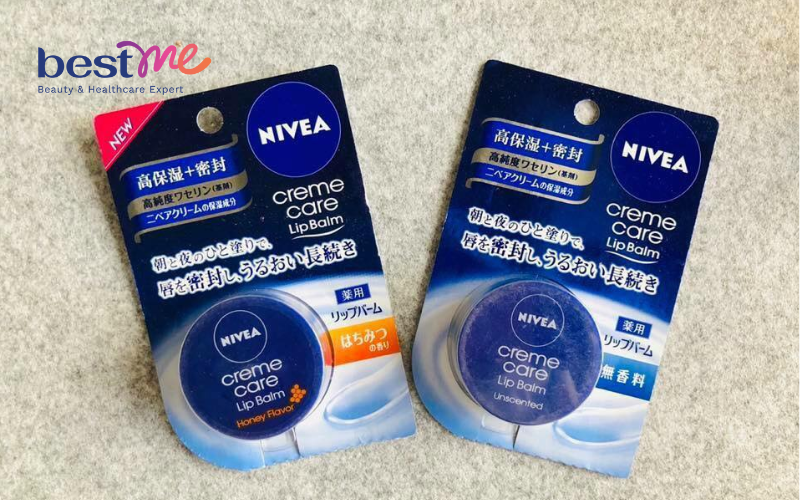 bestme
Beauty & Healthcare Expert
NEW
NIVEA
高保湿+密封
高純度ワセリン(基剤)
ニベアクリームの保湿成分
creme
care
Lip Balm
朝と夜のひと塗りで、
唇を密封し、うるおい長続き
薬用
リップバーム
はちみつ
の香り
NIVEA
creme
care
Lip Balm
Honey Flavor
NIVEA
高保湿+密封
高純度ワセリン(基剤)
ニベアクリームの保湿成分
creme
care
Lip Balm
朝と夜のひと塗りで、
唇を密封し、うるおい長続き
薬用
リップバーム
無香料
NIVEA
creme
care
Lip Balm
unscented